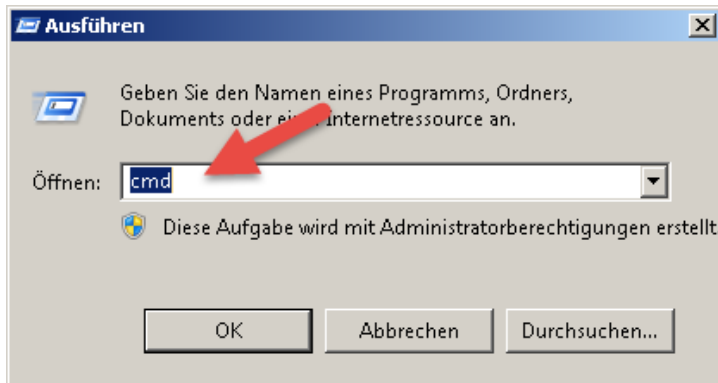 Ausführen
Geben Sie den Namen eines Programms, Ordners,
Dokuments oder einer Internetressource an.
Öffnen: cmd
Diese Aufgabe wird mit Administratorberechtigungen erstellt
OK Abbrechen Durchsuchen...